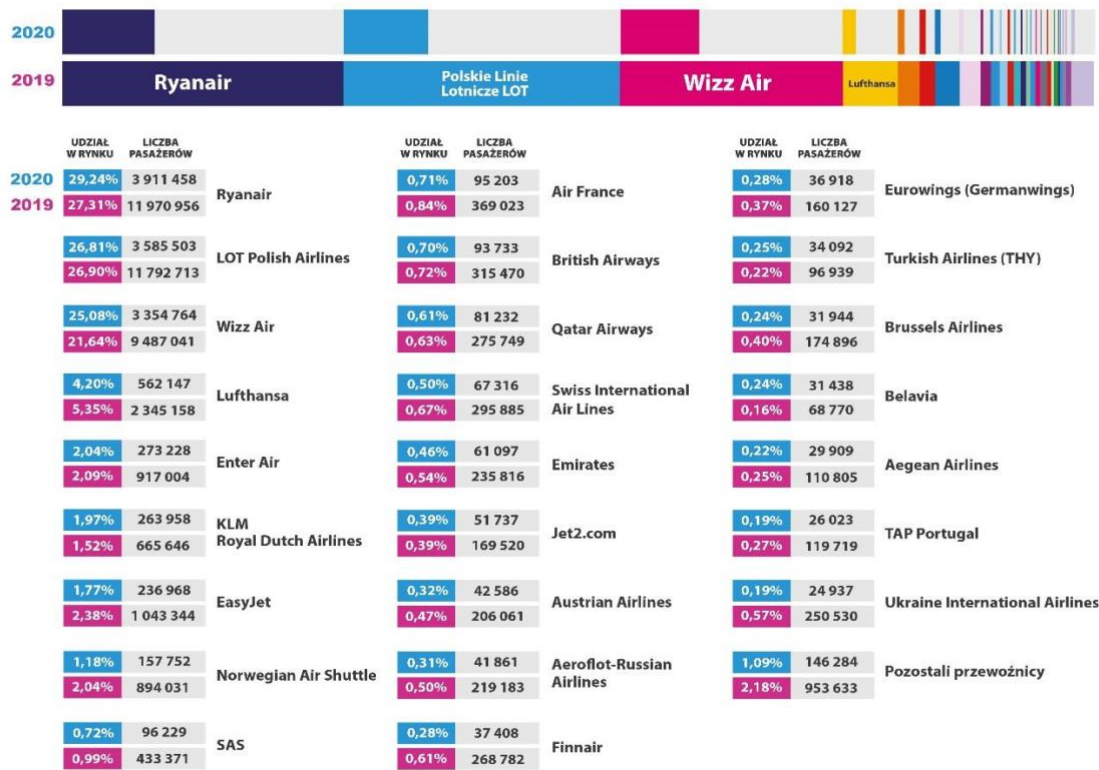 2020
2019
Ryanair
Polskie Linie
Lotnicze LOT
Wizz Air
Lufthansa
UDZIAŁ W RYNKU
LICZBA PASAŻERÓW
2020
29,24% 3 911 458
2019
27,31% 11 970 956
Ryanair
26,81% 3 585 503
26,90% 11 792 713
LOT Polish Airlines
25,08% 3 354 764
21,64% 9 487 041
Wizz Air
4,20% 562 147
5,35% 2 345 158
Lufthansa
2,04% 273 228
2,09% 917 004
Enter Air
1,97% 263 958
1,52% 665 646
KLM
Royal Dutch Airlines
1,77% 236 968
2,38% 1 043 344
EasyJet
1,18% 157 752
2,04% 894 031
Norwegian Air Shuttle
0,72% 96 229
0,99% 433 371
SAS
UDZIAŁ W RYNKU
LICZBA PASAŻERÓW
0,71% 95 203
0,84% 369 023
Air France
0,70% 93 733
0,72% 315 470
British Airways
0,61% 81 232
0,63% 275 749
Qatar Airways
0,50% 67 316
0,67% 295 885
Swiss International
Air Lines
0,46% 61 097
0,54% 235 816
Emirates
0,39% 51 737
0,39% 169 520
Jet2.com
0,32% 42 586
0,47% 206 061
Austrian Airlines
0,31% 41 861
0,50% 219 183
Aeroflot-Russian
Airlines
0,28% 37 408
0,61% 268 782
Finnair
UDZIAŁ W RYNKU
LICZBA PASAŻERÓW
0,28% 36 918
0,37% 160 127
Eurowings (Germanwings)
0,25% 34 092
0,22% 96 939
Turkish Airlines (THY)
0,24% 31 944
0,40% 174 896
Brussels Airlines
0,24% 31 438
0,16% 68 770
Belavia
0,22% 29 909
0,25% 110 805
Aegean Airlines
0,19% 26 023
0,27% 119 719
TAP Portugal
0,19% 24 937
0,57% 250 530
Ukraine International Airlines
1,09% 146 284
2,18% 953 633
Pozostali przewoźnicy